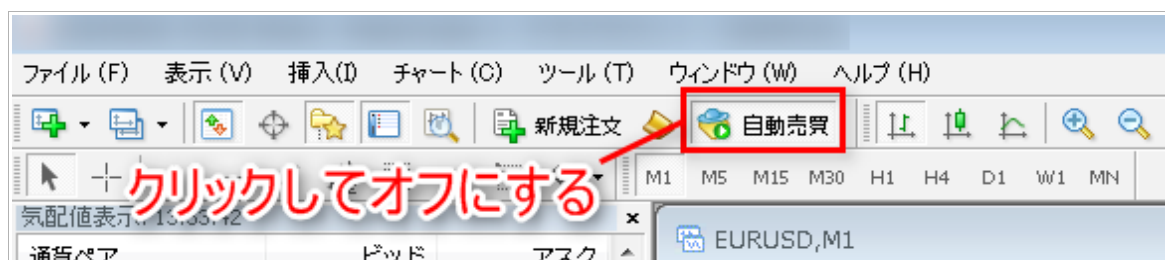 ファイル (F) 表示 (V) 挿入(I) チャート (C) ツール (T) ウィンドウ (W) ヘルプ (H)
新規注文 自動売買
クリックしてオフにする
M1 M5 M15 M30 H1 H4 D1 W1 MN
気配値表示:
EURUSD,M1
通貨ペア ビッド アスク